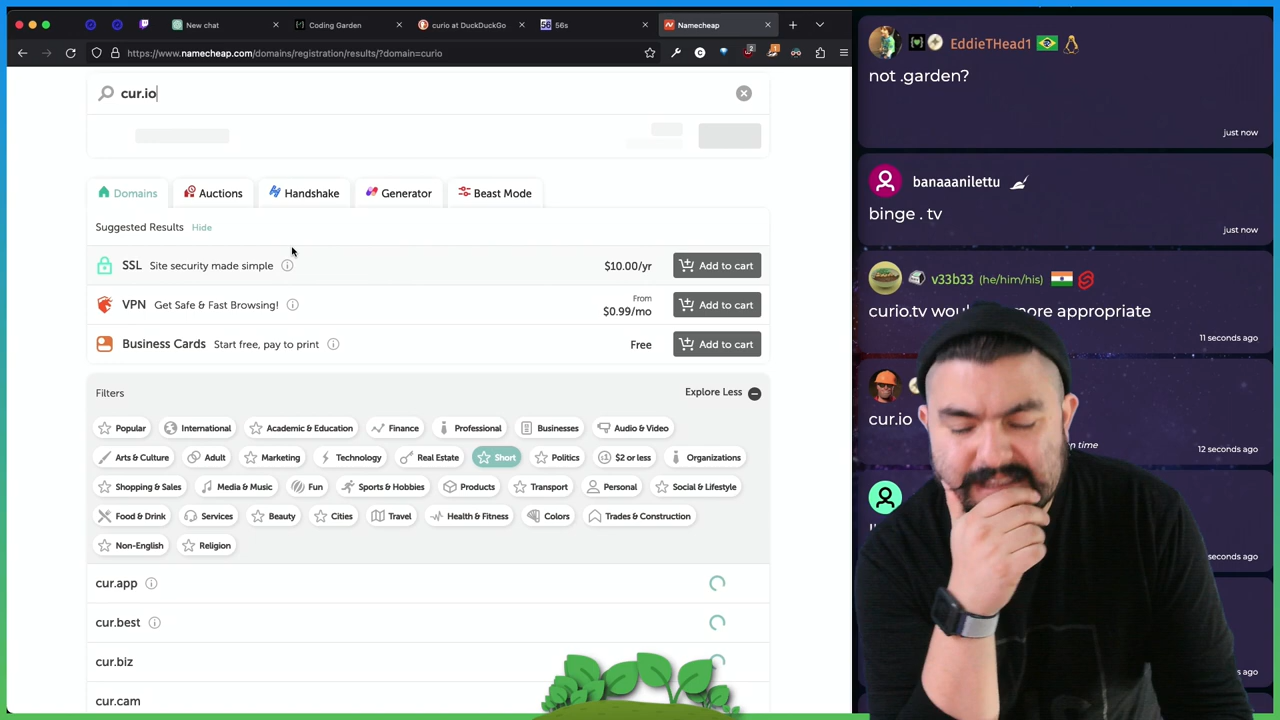 New chat
Coding Garden
curio at DuckDuckGo
56s
Namecheap
https://www.namecheap.com/domains/registration/results/?domain=curio
cur.io
Domains
Auctions
Handshake
Generator
Beast Mode
Suggested Results Hide
SSL Site security made simple
$10.00/yr
Add to cart
VPN Get Safe & Fast Browsing!
From
$0.99/mo
Add to cart
Business Cards Start free, pay to print
Free
Add to cart
Filters
Explore Less
Popular
International
Academic & Education
Finance
Professional
Businesses
Audio & Video
Arts & Culture
Adult
Marketing
Technology
Real Estate
Short
Politics
$2 or less
Organizations
Shopping & Sales
Media & Music
Fun
Sports & Hobbies
Products
Transport
Personal
Social & Lifestyle
Food & Drink
Services
Beauty
Cities
Travel
Health & Fitness
Colors
Trades & Construction
Non-English
Religion
cur.app
cur.best
cur.biz
cur.cam
EddieTHead1
not .garden?
just now
banaaanilettu
binge . tv
just now
v33b33 (he/him/his)
curio.tv more appropriate
11 seconds ago
cur.io
time
12 seconds ago
seconds ago